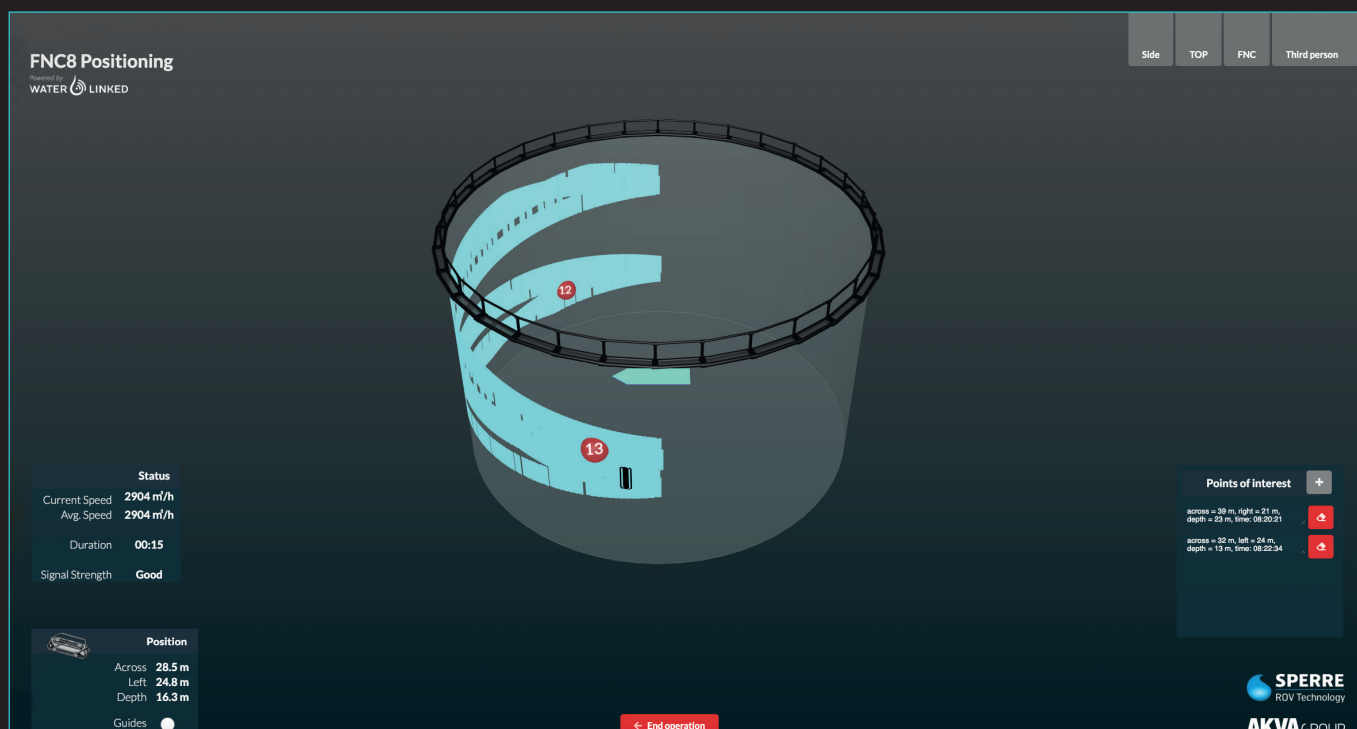 FNC8 Positioning
Powered by
WATER LINKED
Side TOP FNC Third person
12
13
Status
Current Speed 2904 m²/h
Avg. Speed 2904 m²/h
Duration 00:15
Signal Strength Good
Points of interest +
across = 39 m, right = 21 m,
depth = 23 m, time: 08:20:21
across = 32 m, left = 24 m,
depth = 13 m, time: 08:22:34
Position
Across 28.5 m
Left 24.8 m
Depth 16.3 m
Guides
← End operation
SPERRE
ROV Technology
AKVA GROUP